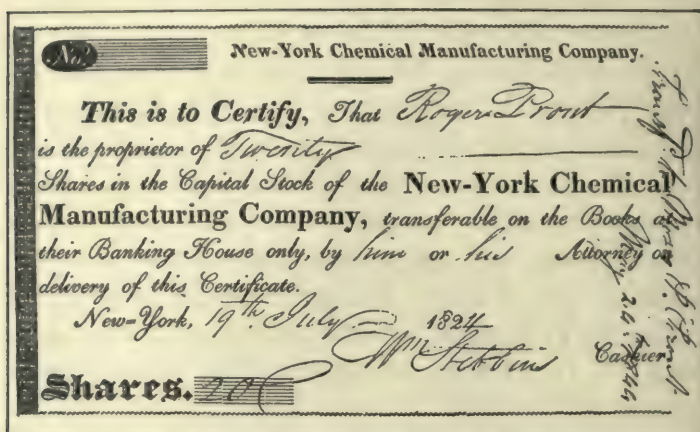 No.
New-York Chemical Manufacturing Company.
This is to Certify, That Roger Prout
is the proprietor of Twenty
Shares in the Capital Stock of the New-York Chemical
Manufacturing Company, transferable on the Books at
their Banking House only, by him or his Attorney on
delivery of this Certificate.
New-York, 19th July 1824
Wm Stebbins Cashier
Shares. 20
May 24 1844